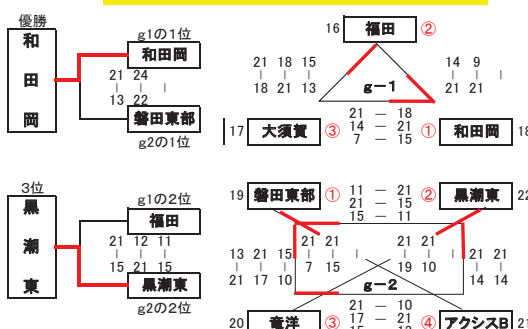 優勝
和田岡
g1の1位
和田岡
21 24
| |  |
13 22
磐田東部
g2の1位
16 福田 ②
21 18 15
| | |
18 21 13
14 9
| |  |
21 21
g－1
21 － 18
14 － 21
7 － 15
17 大須賀 ③
① 和田岡 18
3位
黒潮東
g1の2位
福田
21 12 11
| | |
15 21 15
黒潮東
g2の2位
19 磐田東部 ①
11 － 21
21 － 15
15 － 11
② 黒潮東 22
13 21 15
| | |
21 17 10
21 21
| |  |
7 15
21 21
| |  |
19 10
21 21
| |
14 14
g－2
21 － 10
17 － 21
20 竜洋 ③
④ アクシスB 21